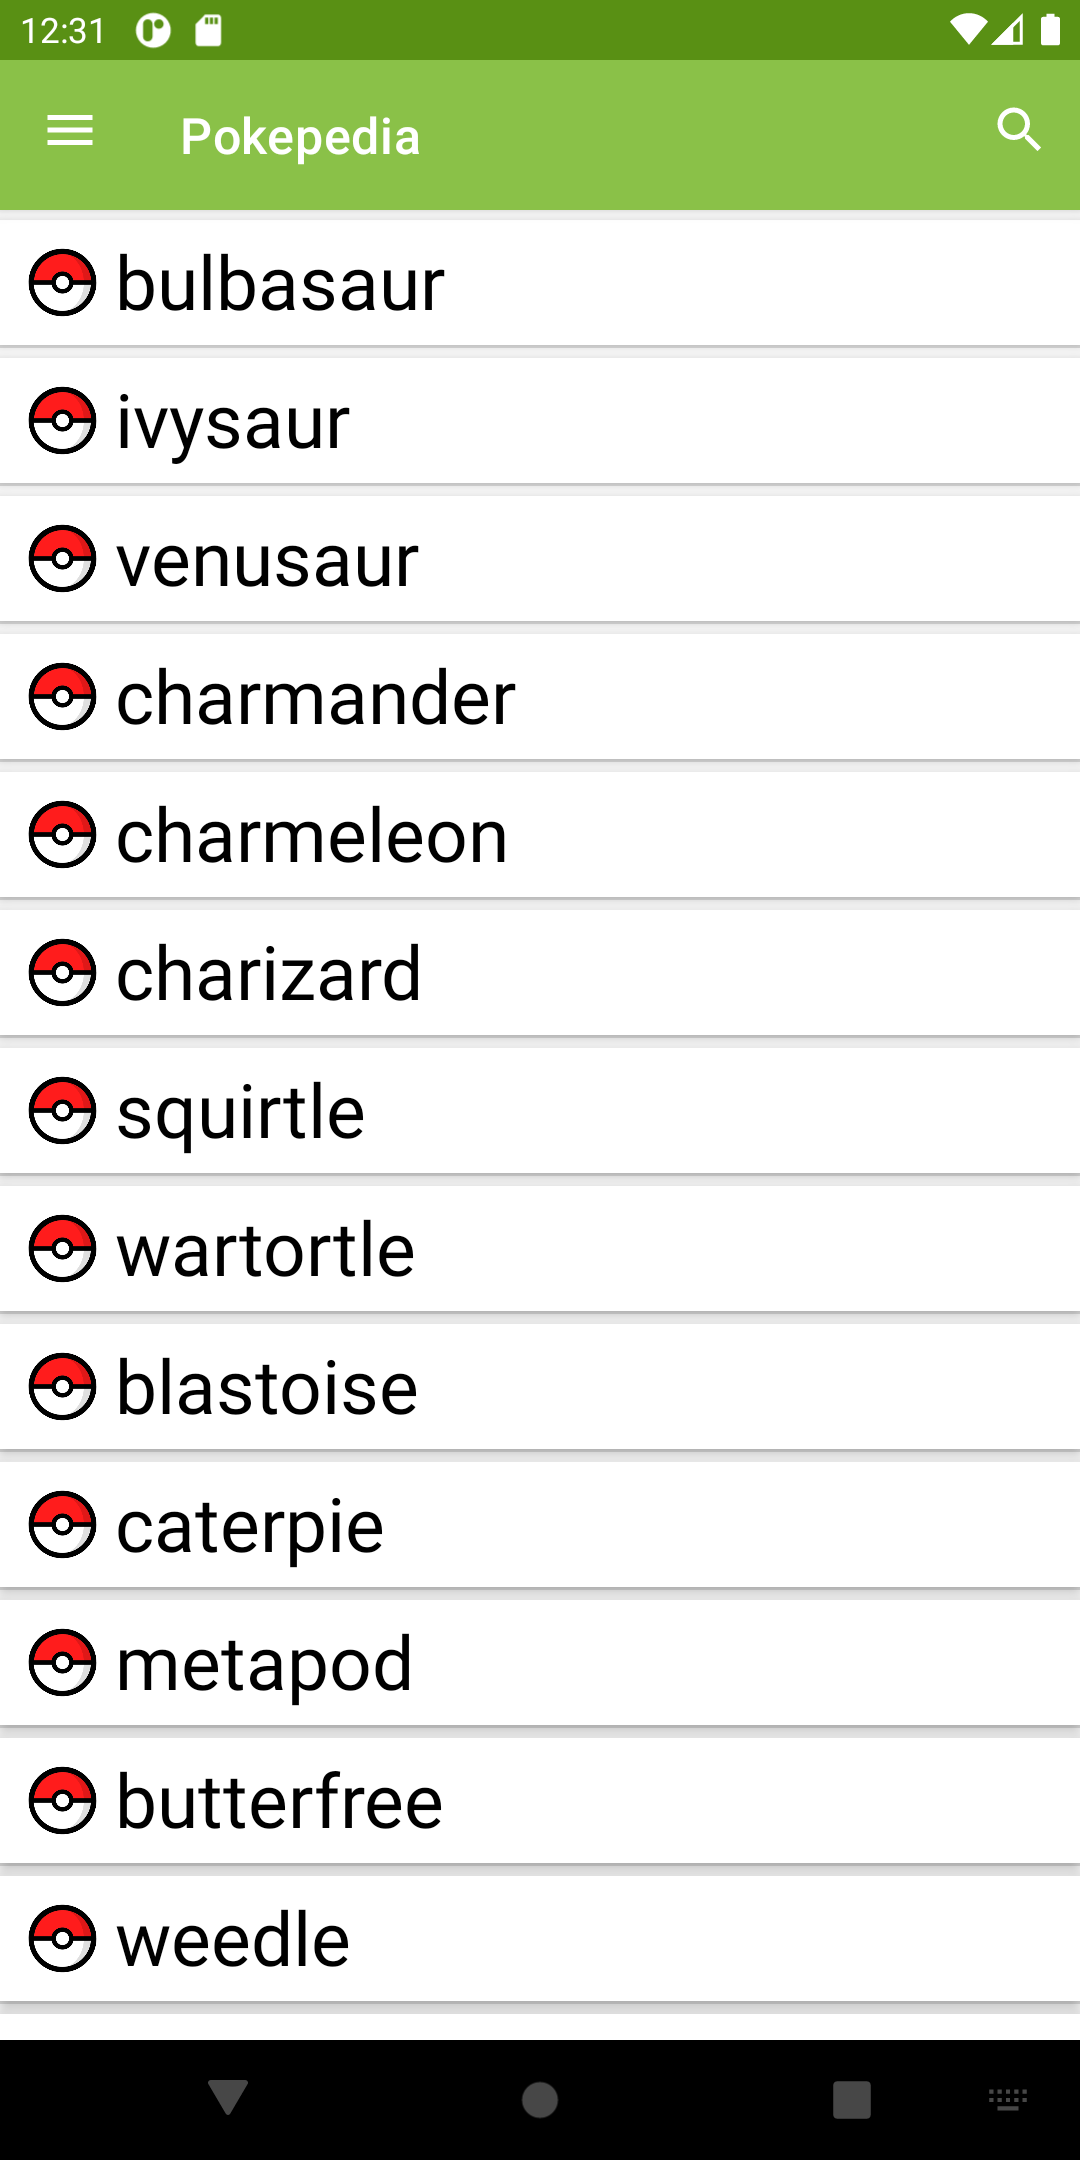 12:31
Pokepedia
bulbasaur
ivysaur
venusaur
charmander
charmeleon
charizard
squirtle
wartortle
blastoise
caterpie
metapod
butterfree
weedle